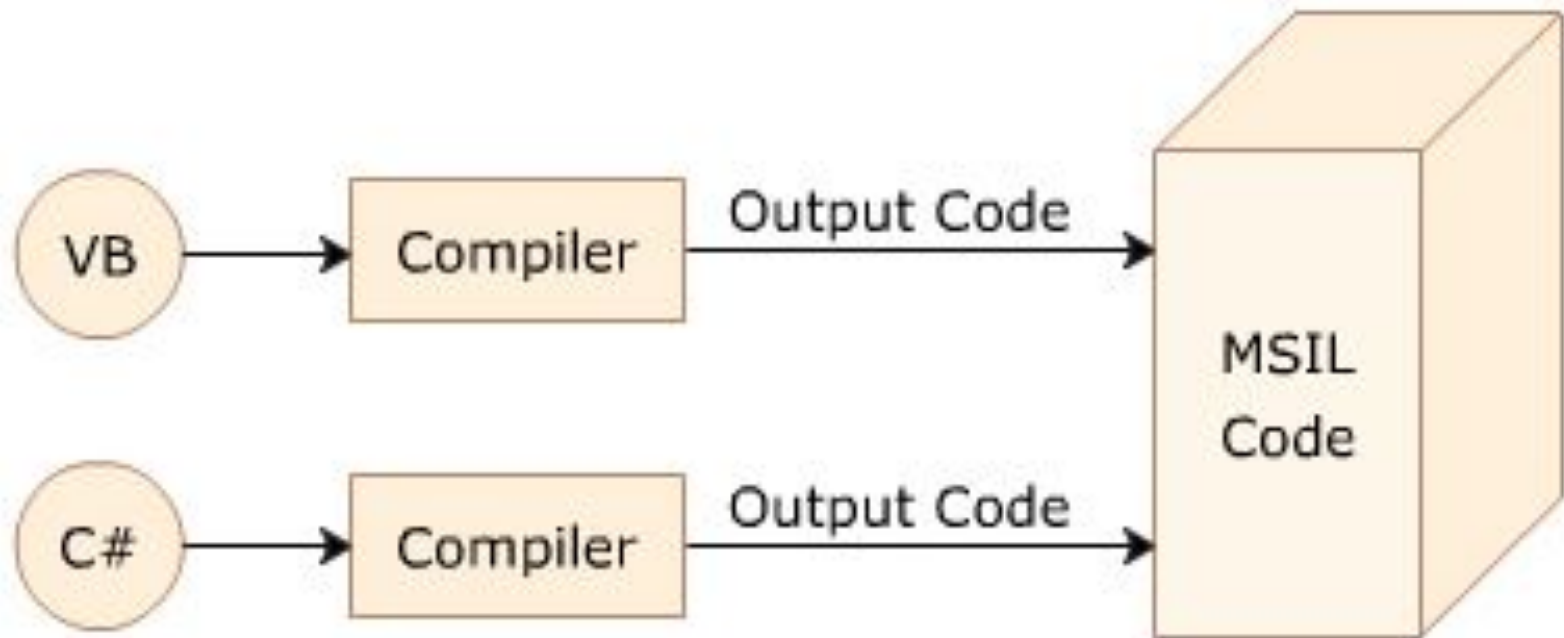 VB
Compiler
Output Code
C#
Compiler
Output Code
MSIL
Code